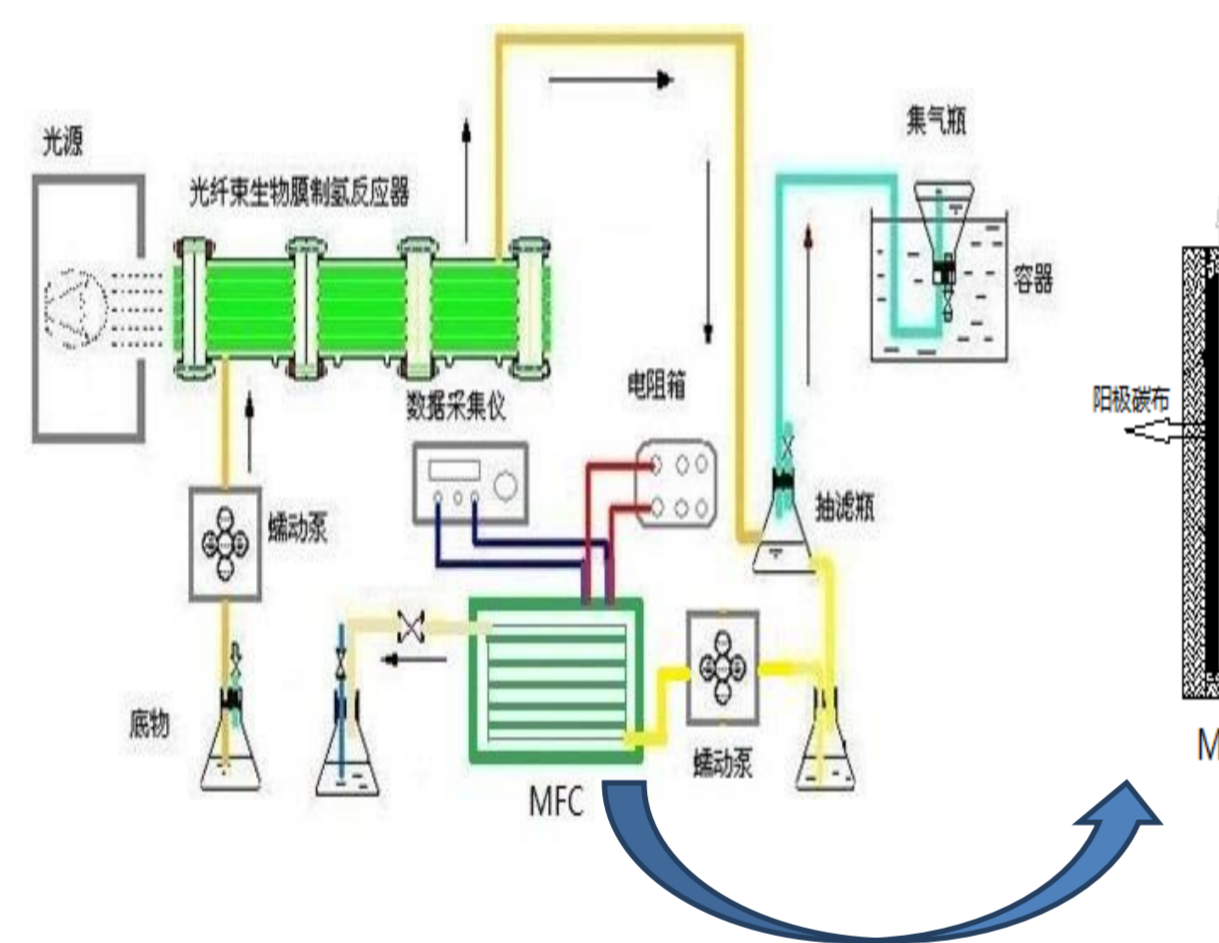 光源
光纤束生物膜制氢反应器
集气瓶
容器
数据采集仪
电阻箱
阳极碳布
蠕动泵
抽滤瓶
底物
蠕动泵
MFC
M